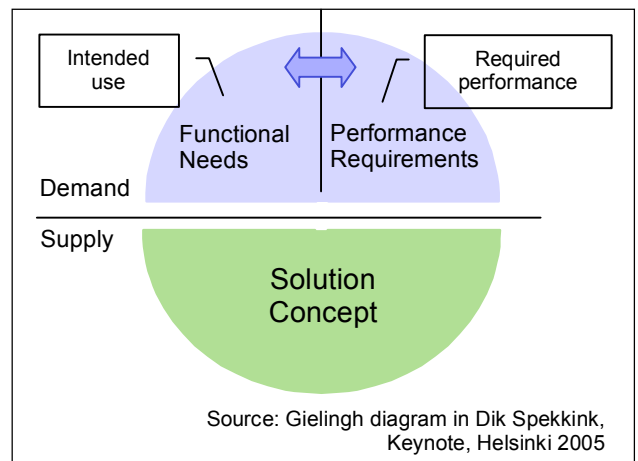 Intended
use
Required
performance
Functional
Needs
Performance
Requirements
Demand
Supply
Solution
Concept
Source: Gielingh diagram in Dik Spekkink,
Keynote, Helsinki 2005